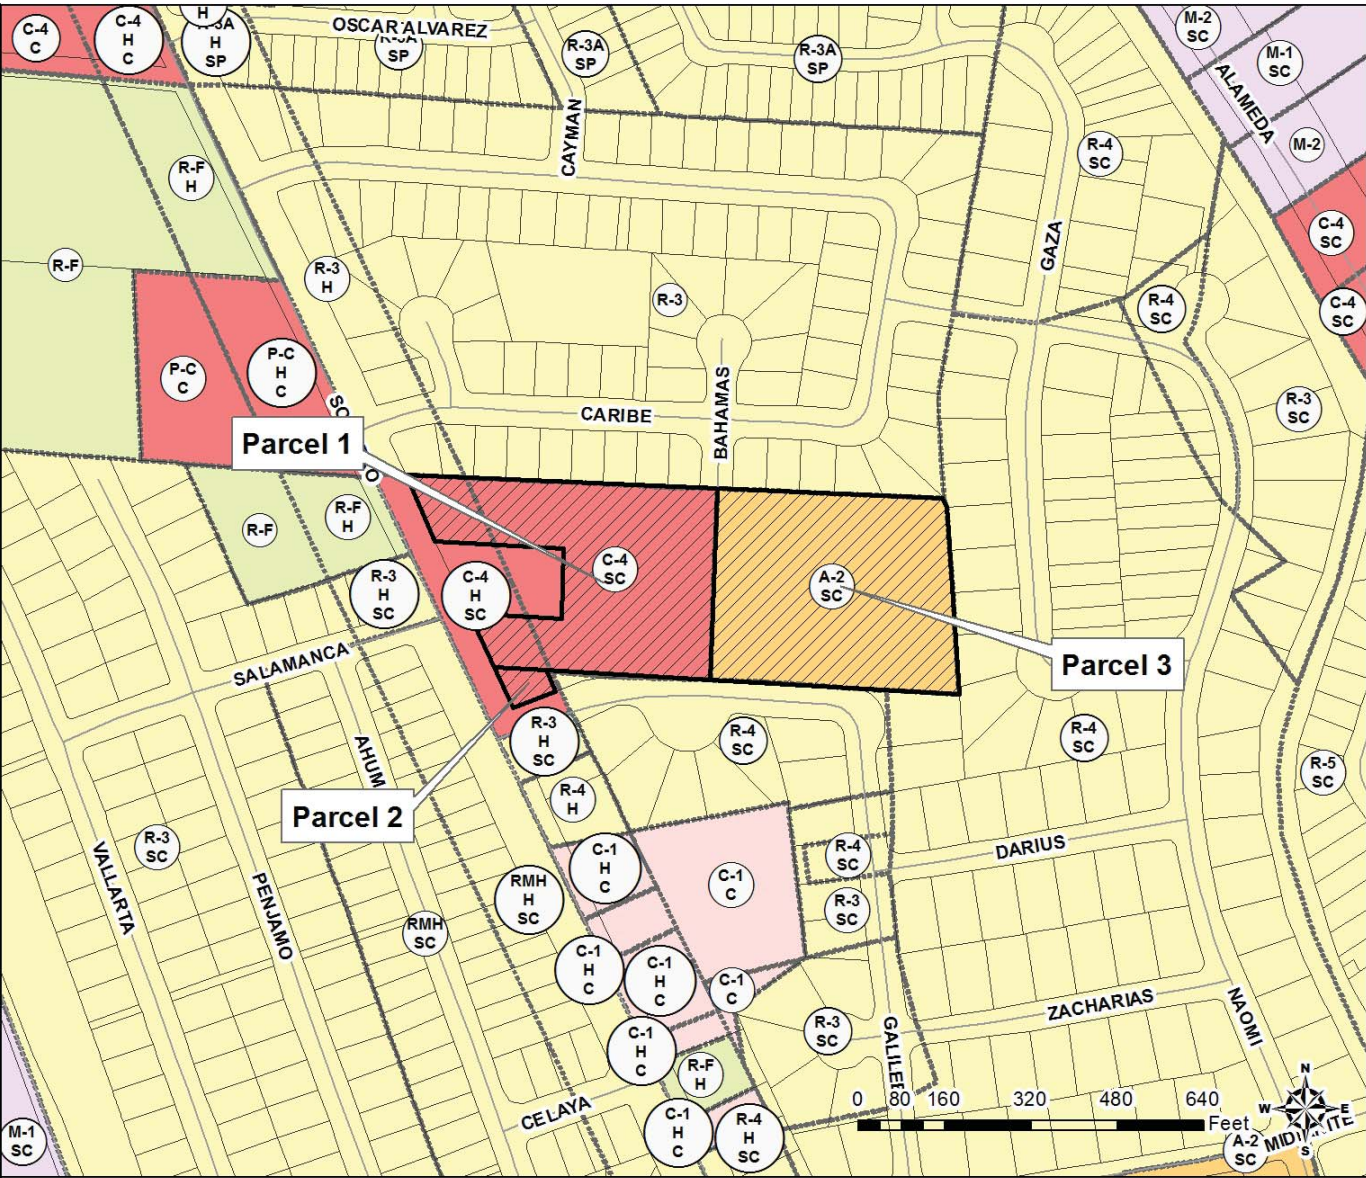 OSCAR ALVAREZ
C-4
C
C-4
H
C
H
R-3A
H
SP
R-3A
SP
R-3A
SP
R-3A
SP
M-2
SC
M-1
SC
ALAMEDA
M-2
CAYMAN
R-4
SC
R-F
H
C-4
SC
GAZA
R-F
R-3
H
R-3
R-4
SC
C-4
SC
P-C
C
P-C
H
C
BAHAMAS
R-3
SC
CARIBE
Parcel 1
R-F
R-F
H
C-4
SC
A-2
SC
R-3
H
SC
C-4
H
SC
SALAMANCA
Parcel 3
R-3
H
SC
R-4
SC
R-4
SC
R-5
SC
R-4
H
Parcel 2
VALLARTA
R-3
SC
PENJAMO
C-1
H
C
C-1
C
R-4
SC
DARIUS
RMH
H
SC
R-3
SC
RMH
SC
C-1
H
C
C-1
H
C
C-1
C
R-3
SC
ZACHARIAS
NAOMI
C-1
H
C
R-F
H
CELAYA
C-1
H
C
R-4
H
SC
M-1
SC
0 80 160 320 480 640
Feet
N
W E
S
A-2
SC